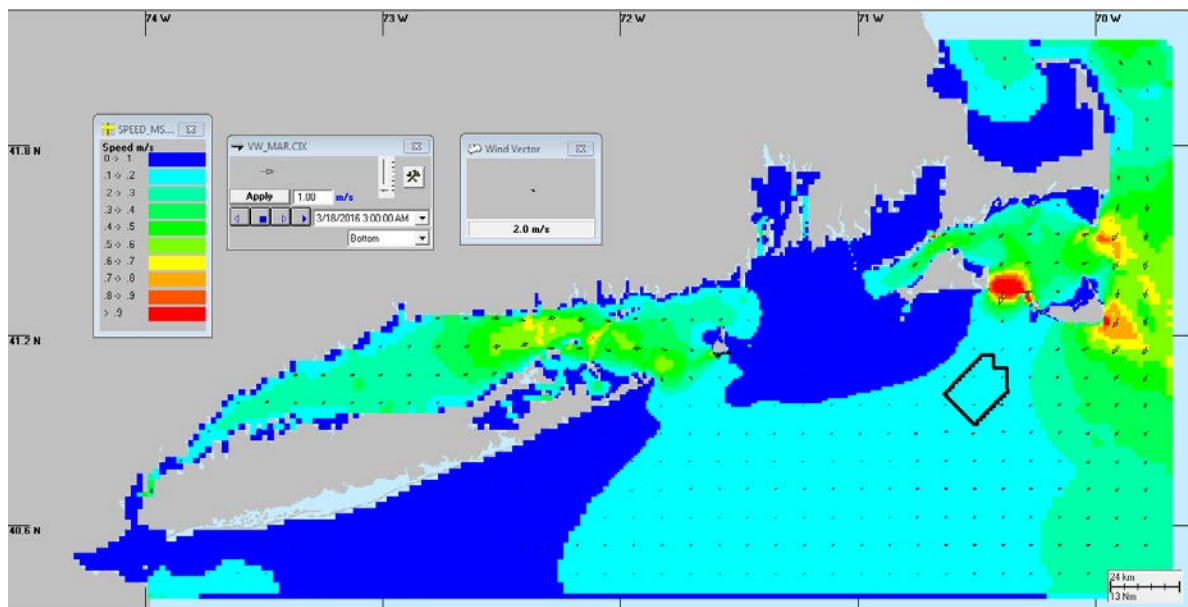 74 W
73 W
72 W
71 W
70 W
SPEED_MS....
Speed m/s
0 -> .1
.1 -> .2
.2 -> .3
.3 -> .4
.4 -> .5
.5 -> .6
.6 -> .7
.7 -> .8
.8 -> .9
> .9
VW_MAR.CIX
Apply
1.00
m/s
3/18/2016 3:00:00 AM
Bottom
Wind Vector
2.0 m/s
41.8 N
41.2 N
40.6 N
24 km
13 Nm